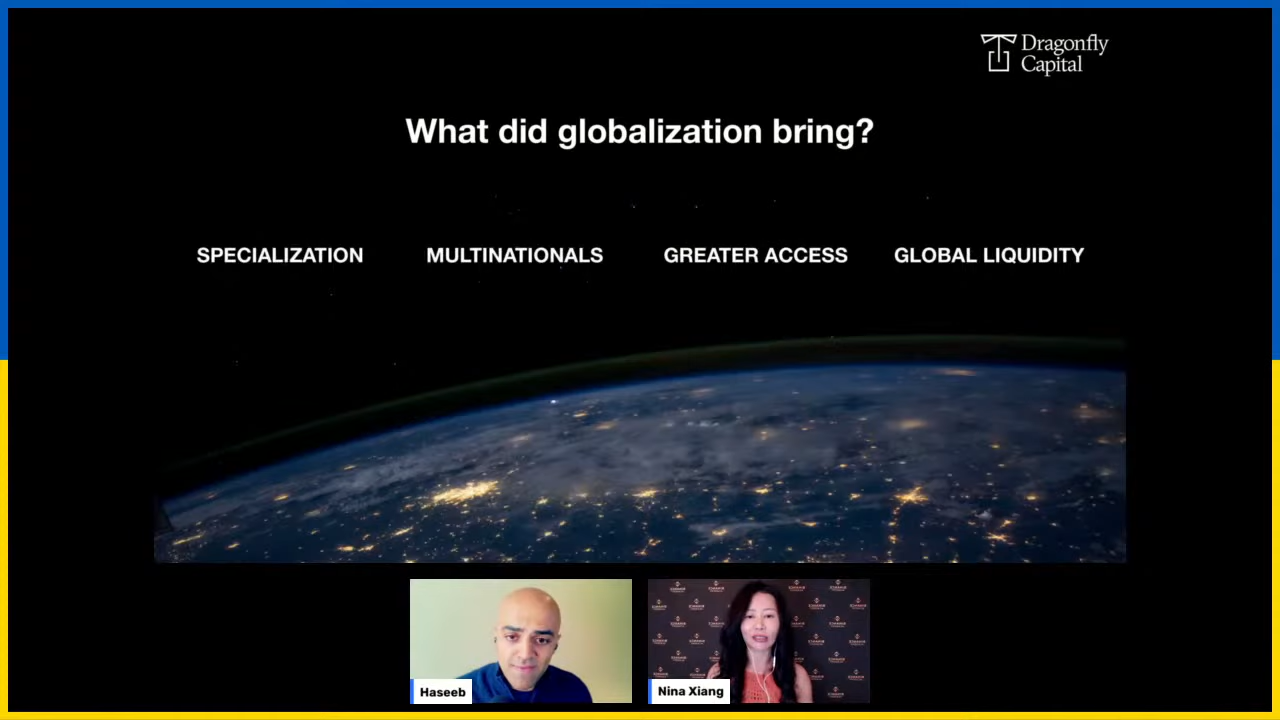 Dragonfly
Capital
What did globalization bring?
SPECIALIZATION MULTINATIONALS GREATER ACCESS GLOBAL LIQUIDITY
Haseeb
Nina Xiang